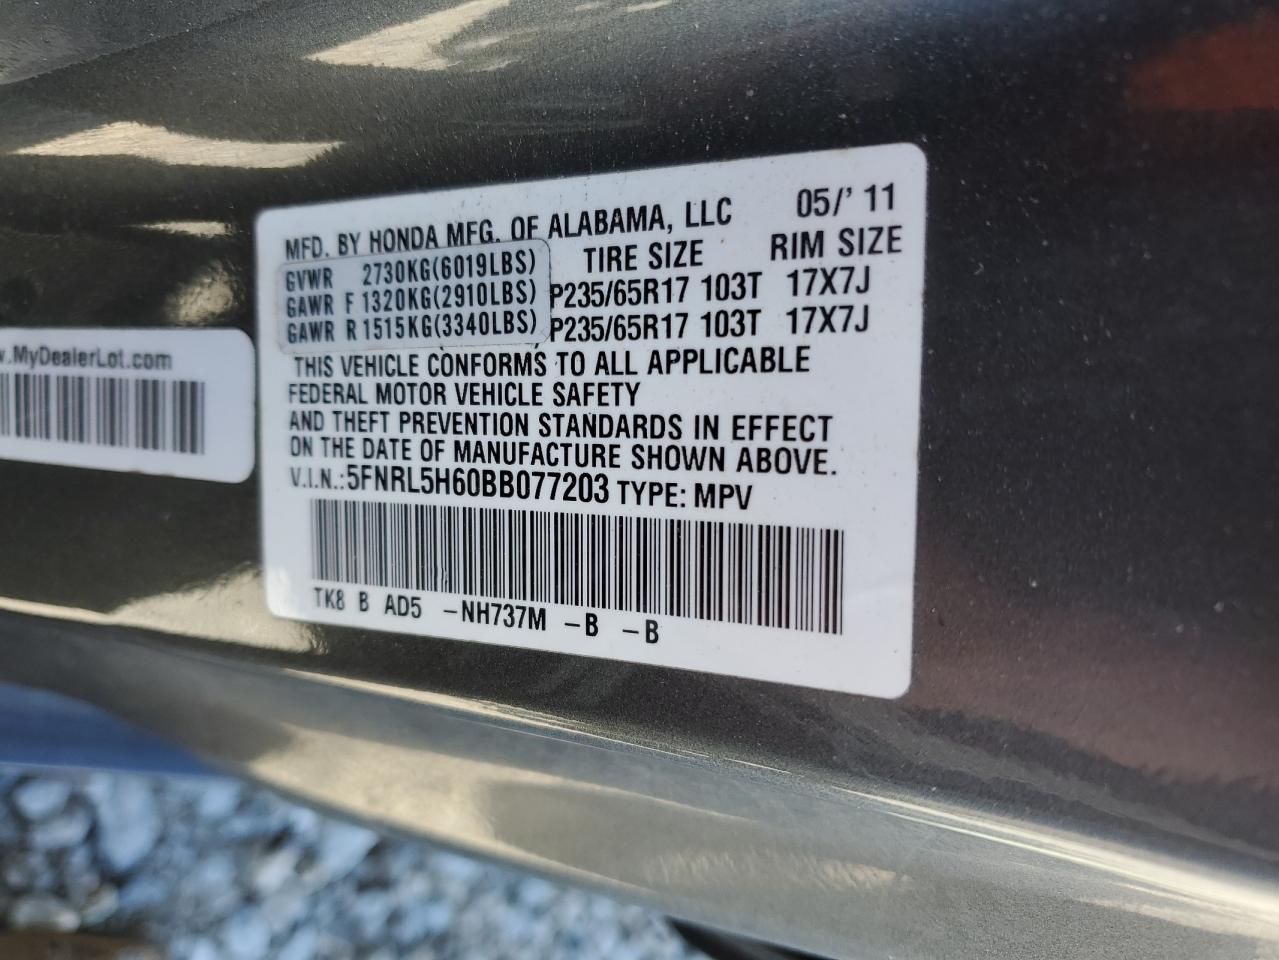 MFD. BY HONDA MFG. OF ALABAMA, LLC 05/' 11
GVWR 2730KG(6019LBS) TIRE SIZE RIM SIZE
GAWR F 1320KG(2910LBS) P235/65R17 103T 17X7J
GAWR R 1515KG(3340LBS) P235/65R17 103T 17X7J
THIS VEHICLE CONFORMS TO ALL APPLICABLE
FEDERAL MOTOR VEHICLE SAFETY
AND THEFT PREVENTION STANDARDS IN EFFECT
ON THE DATE OF MANUFACTURE SHOWN ABOVE.
V.I.N.:5FNRL5H60BB077203 TYPE: MPV
TK8 B AD5 -NH737M -B -B
.MyDealerLot.com